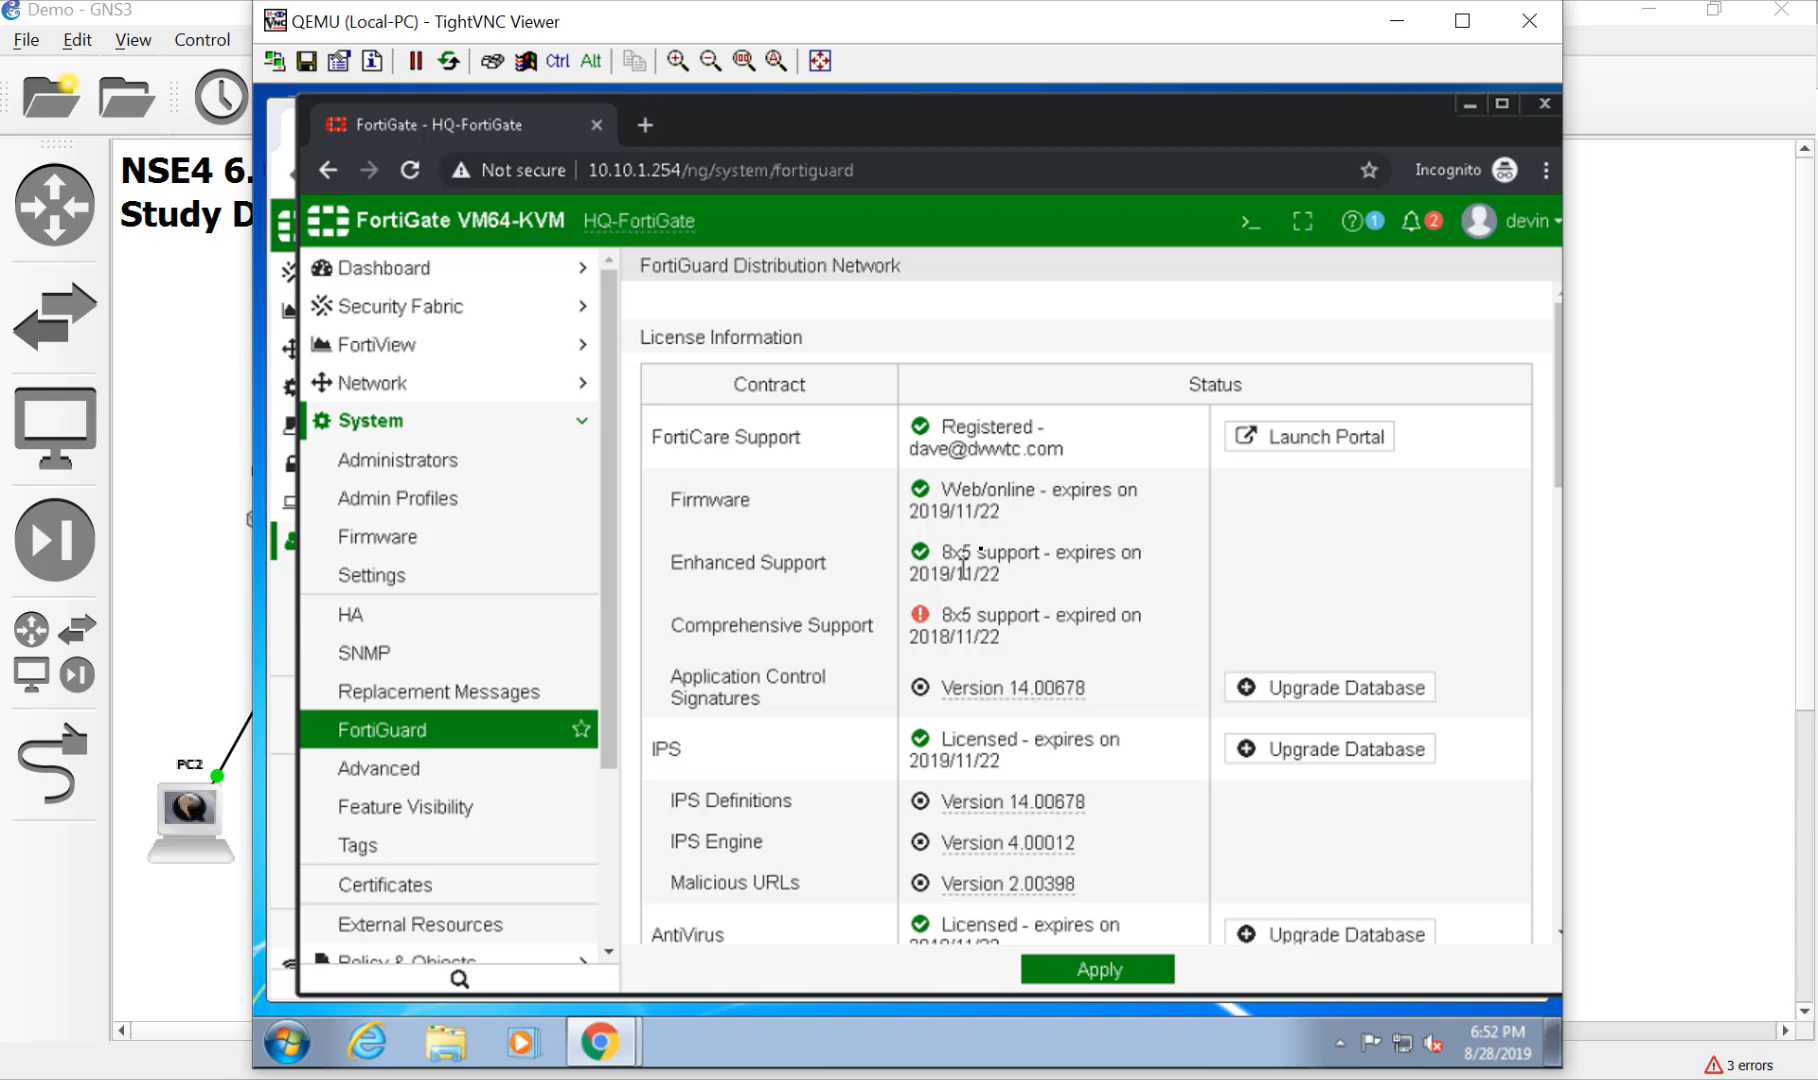 Demo - GNS3
File Edit View Control
QEMU (Local-PC) - TightVNC Viewer
Ctrl Alt
NSE4 6.
Study D
PC2
FortiGate - HQ-FortiGate
Not secure 10.10.1.254/ng/system/fortiguard
Incognito
FortiGate VM64-KVM HQ-FortiGate
1
2
devin
Dashboard
Security Fabric
FortiView
Network
System
Administrators
Admin Profiles
Firmware
Settings
HA
SNMP
Replacement Messages
FortiGuard
Advanced
Feature Visibility
Tags
Certificates
External Resources
Policy & Objects
FortiGuard Distribution Network
License Information
Contract Status
FortiCare Support
Registered -
dave@dvwtc.com
Launch Portal
Firmware
Web/online - expires on
2019/11/22
Enhanced Support
8x5 support - expires on
2019/11/22
Comprehensive Support
8x5 support - expired on
2018/11/22
Application Control
Signatures
Version 14.00678
Upgrade Database
IPS
Licensed - expires on
2019/11/22
Upgrade Database
IPS Definitions
Version 14.00678
IPS Engine
Version 4.00012
Malicious URLs
Version 2.00398
AntiVirus
Licensed - expires on
Upgrade Database
Apply
6:52 PM
8/28/2019
3 errors